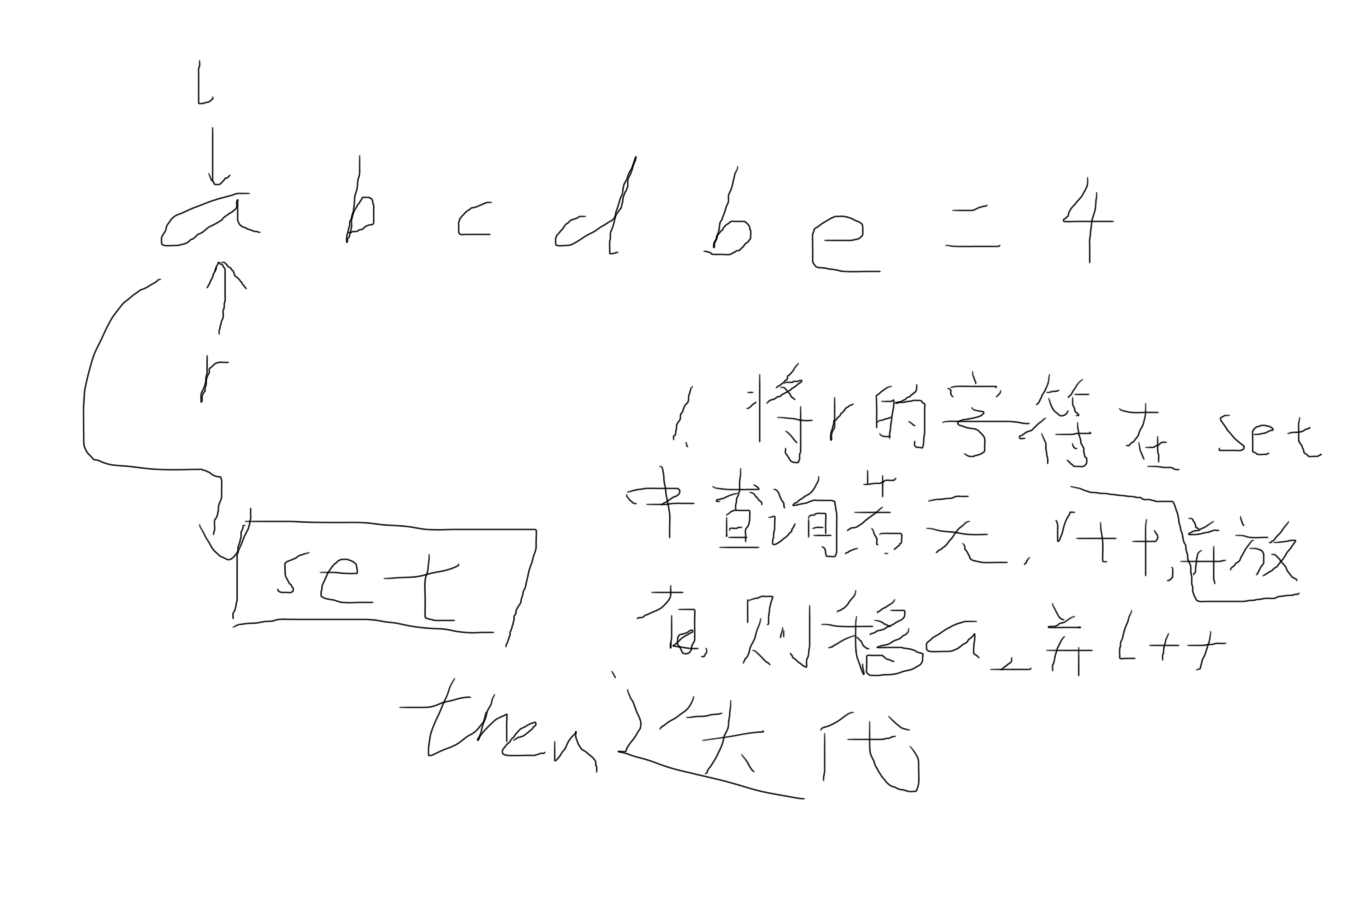 l
a b c d b e = 4
r
1. 将r的字符在set
中查询若无, r++, 并放
set
有, 则移a_并l++
then 迭代